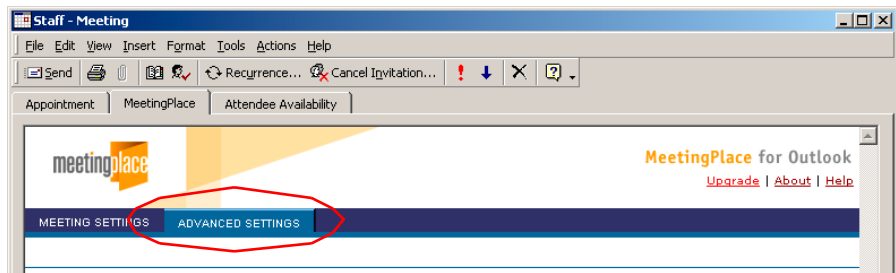 Staff - Meeting
File Edit View Insert Format Tools Actions Help
Send Recurrence... Cancel Invitation...
Appointment MeetingPlace Attendee Availability
meetingplace
MeetingPlace for Outlook
Upgrade | About | Help
MEETING SETTINGS ADVANCED SETTINGS